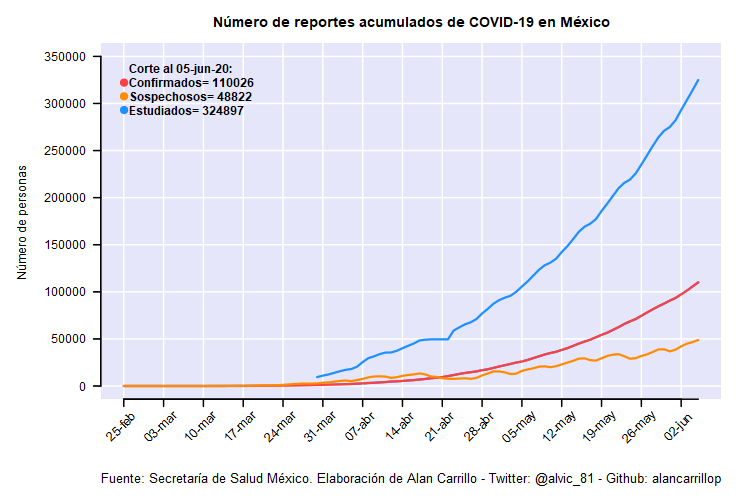 Número de reportes acumulados de COVID-19 en México
Número de personas
350000
300000
250000
200000
150000
100000
50000
0
Corte al 05-jun-20:
Confirmados= 110026
Sospechosos= 48822
Estudiados= 324897
25-feb
03-mar
10-mar
17-mar
24-mar
31-mar
07-abr
14-abr
21-abr
28-abr
05-may
12-may
19-may
26-may
02-jun
Fuente: Secretaría de Salud México. Elaboración de Alan Carrillo - Twitter: @alvic_81 - Github: alancarrillop